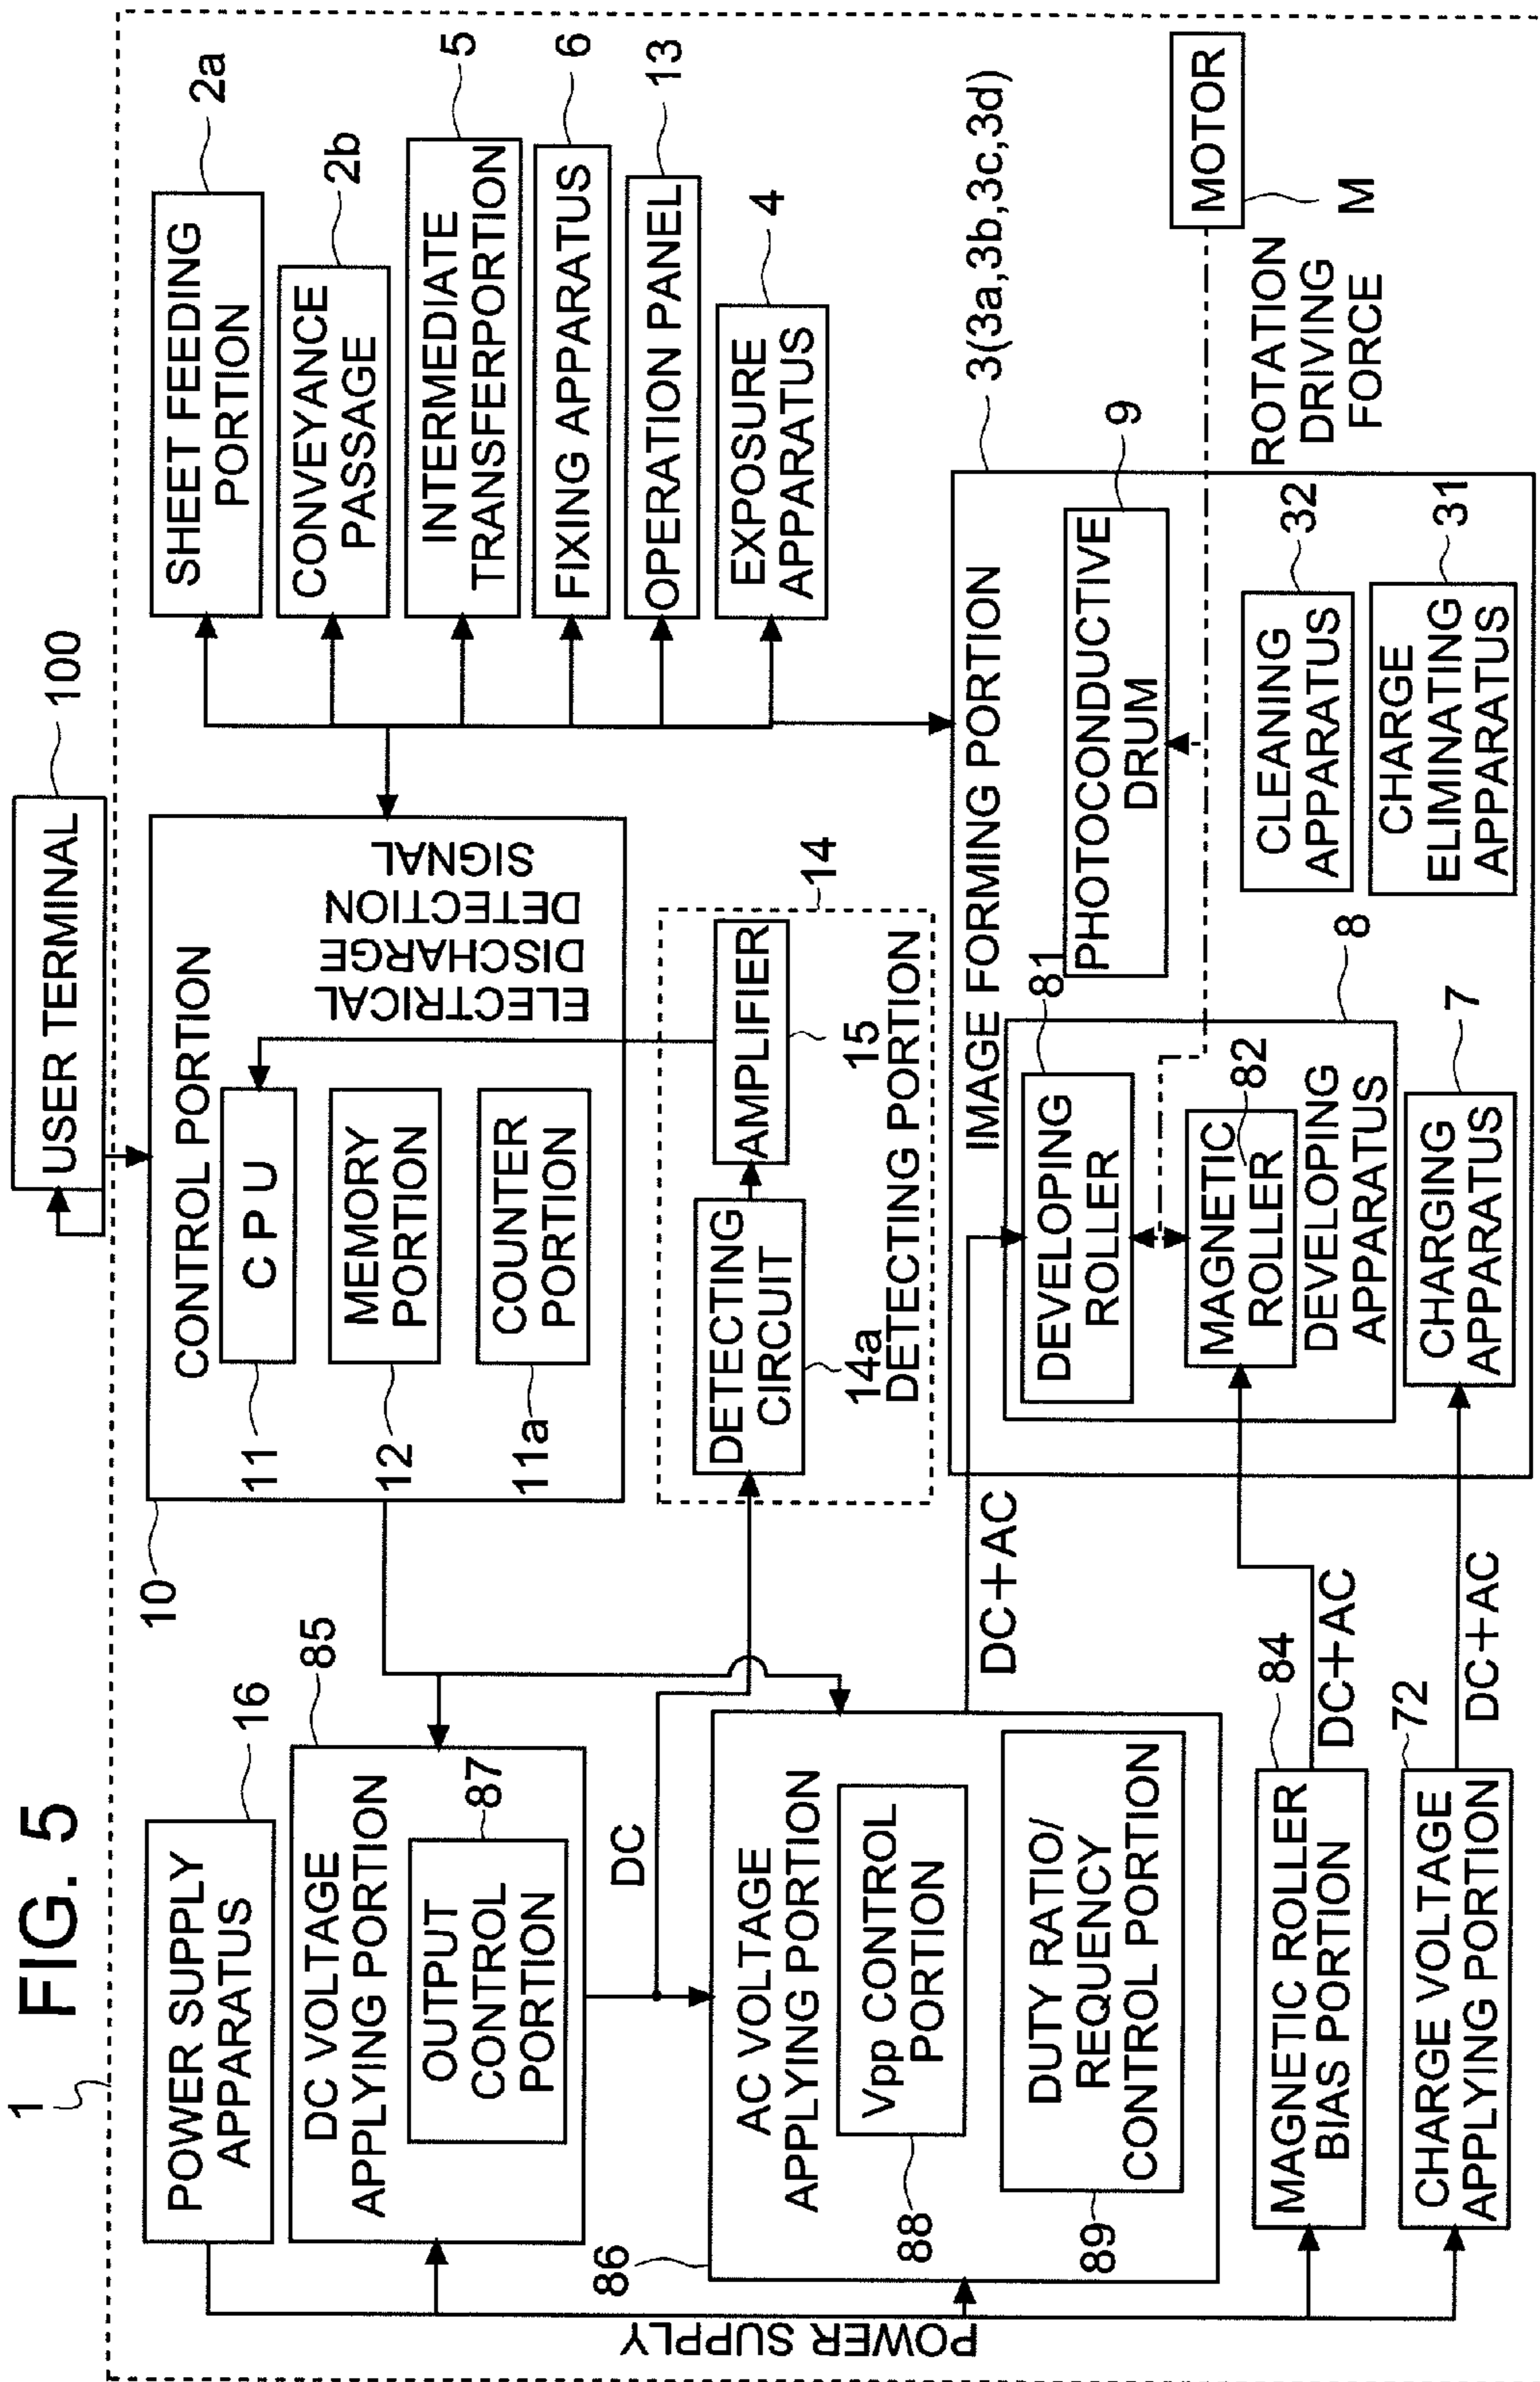 FIG. 5
1
USER TERMINAL
100
POWER SUPPLY
APPARATUS
16
DC VOLTAGE
APPLYING PORTION
85
OUTPUT
CONTROL
PORTION
87
DC
AC VOLTAGE
APPLYING PORTION
86
Vpp CONTROL
PORTION
88
DUTY RATIO/
REQUENCY
CONTROL PORTION
89
MAGNETIC ROLLER
BIAS PORTION
84
CHARGE VOLTAGE
APPLYING PORTION
72
POWER SUPPLY
DC+AC
DC+AC
DC+AC
10
CONTROL PORTION
CPU
11
MEMORY
PORTION
12
COUNTER
PORTION
11a
ELECTRICAL
DISCHARGE
DETECTION
SIGNAL
DETECTING
CIRCUIT
14a
AMPLIFIER
15
14
DETECTING PORTION
SHEET FEEDING
PORTION
2a
CONVEYANCE
PASSAGE
2b
INTERMEDIATE
TRANSFERPORTION
5
FIXING APPARATUS
6
OPERATION PANEL
13
EXPOSURE
APPARATUS
4
IMAGE FORMING PORTION
3(3a,3b,3c,3d)
DEVELOPING
ROLLER
81
MAGNETIC
ROLLER
82
DEVELOPING
APPARATUS
8
CHARGING
APPARATUS
7
PHOTOCONDUCTIVE
DRUM
9
CLEANING
APPARATUS
32
CHARGE
ELIMINATING
APPARATUS
31
MOTOR
M
ROTATION
DRIVING
FORCE